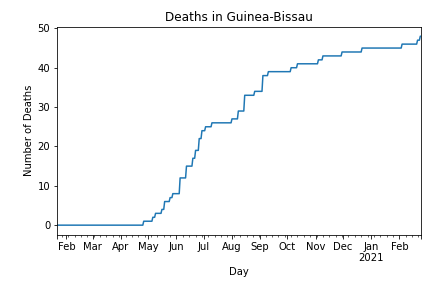 Deaths in Guinea-Bissau
50
40
30
20
10
0
Number of Deaths
Feb Mar Apr May Jun Jul Aug Sep Oct Nov Dec Jan Feb
2021
Day